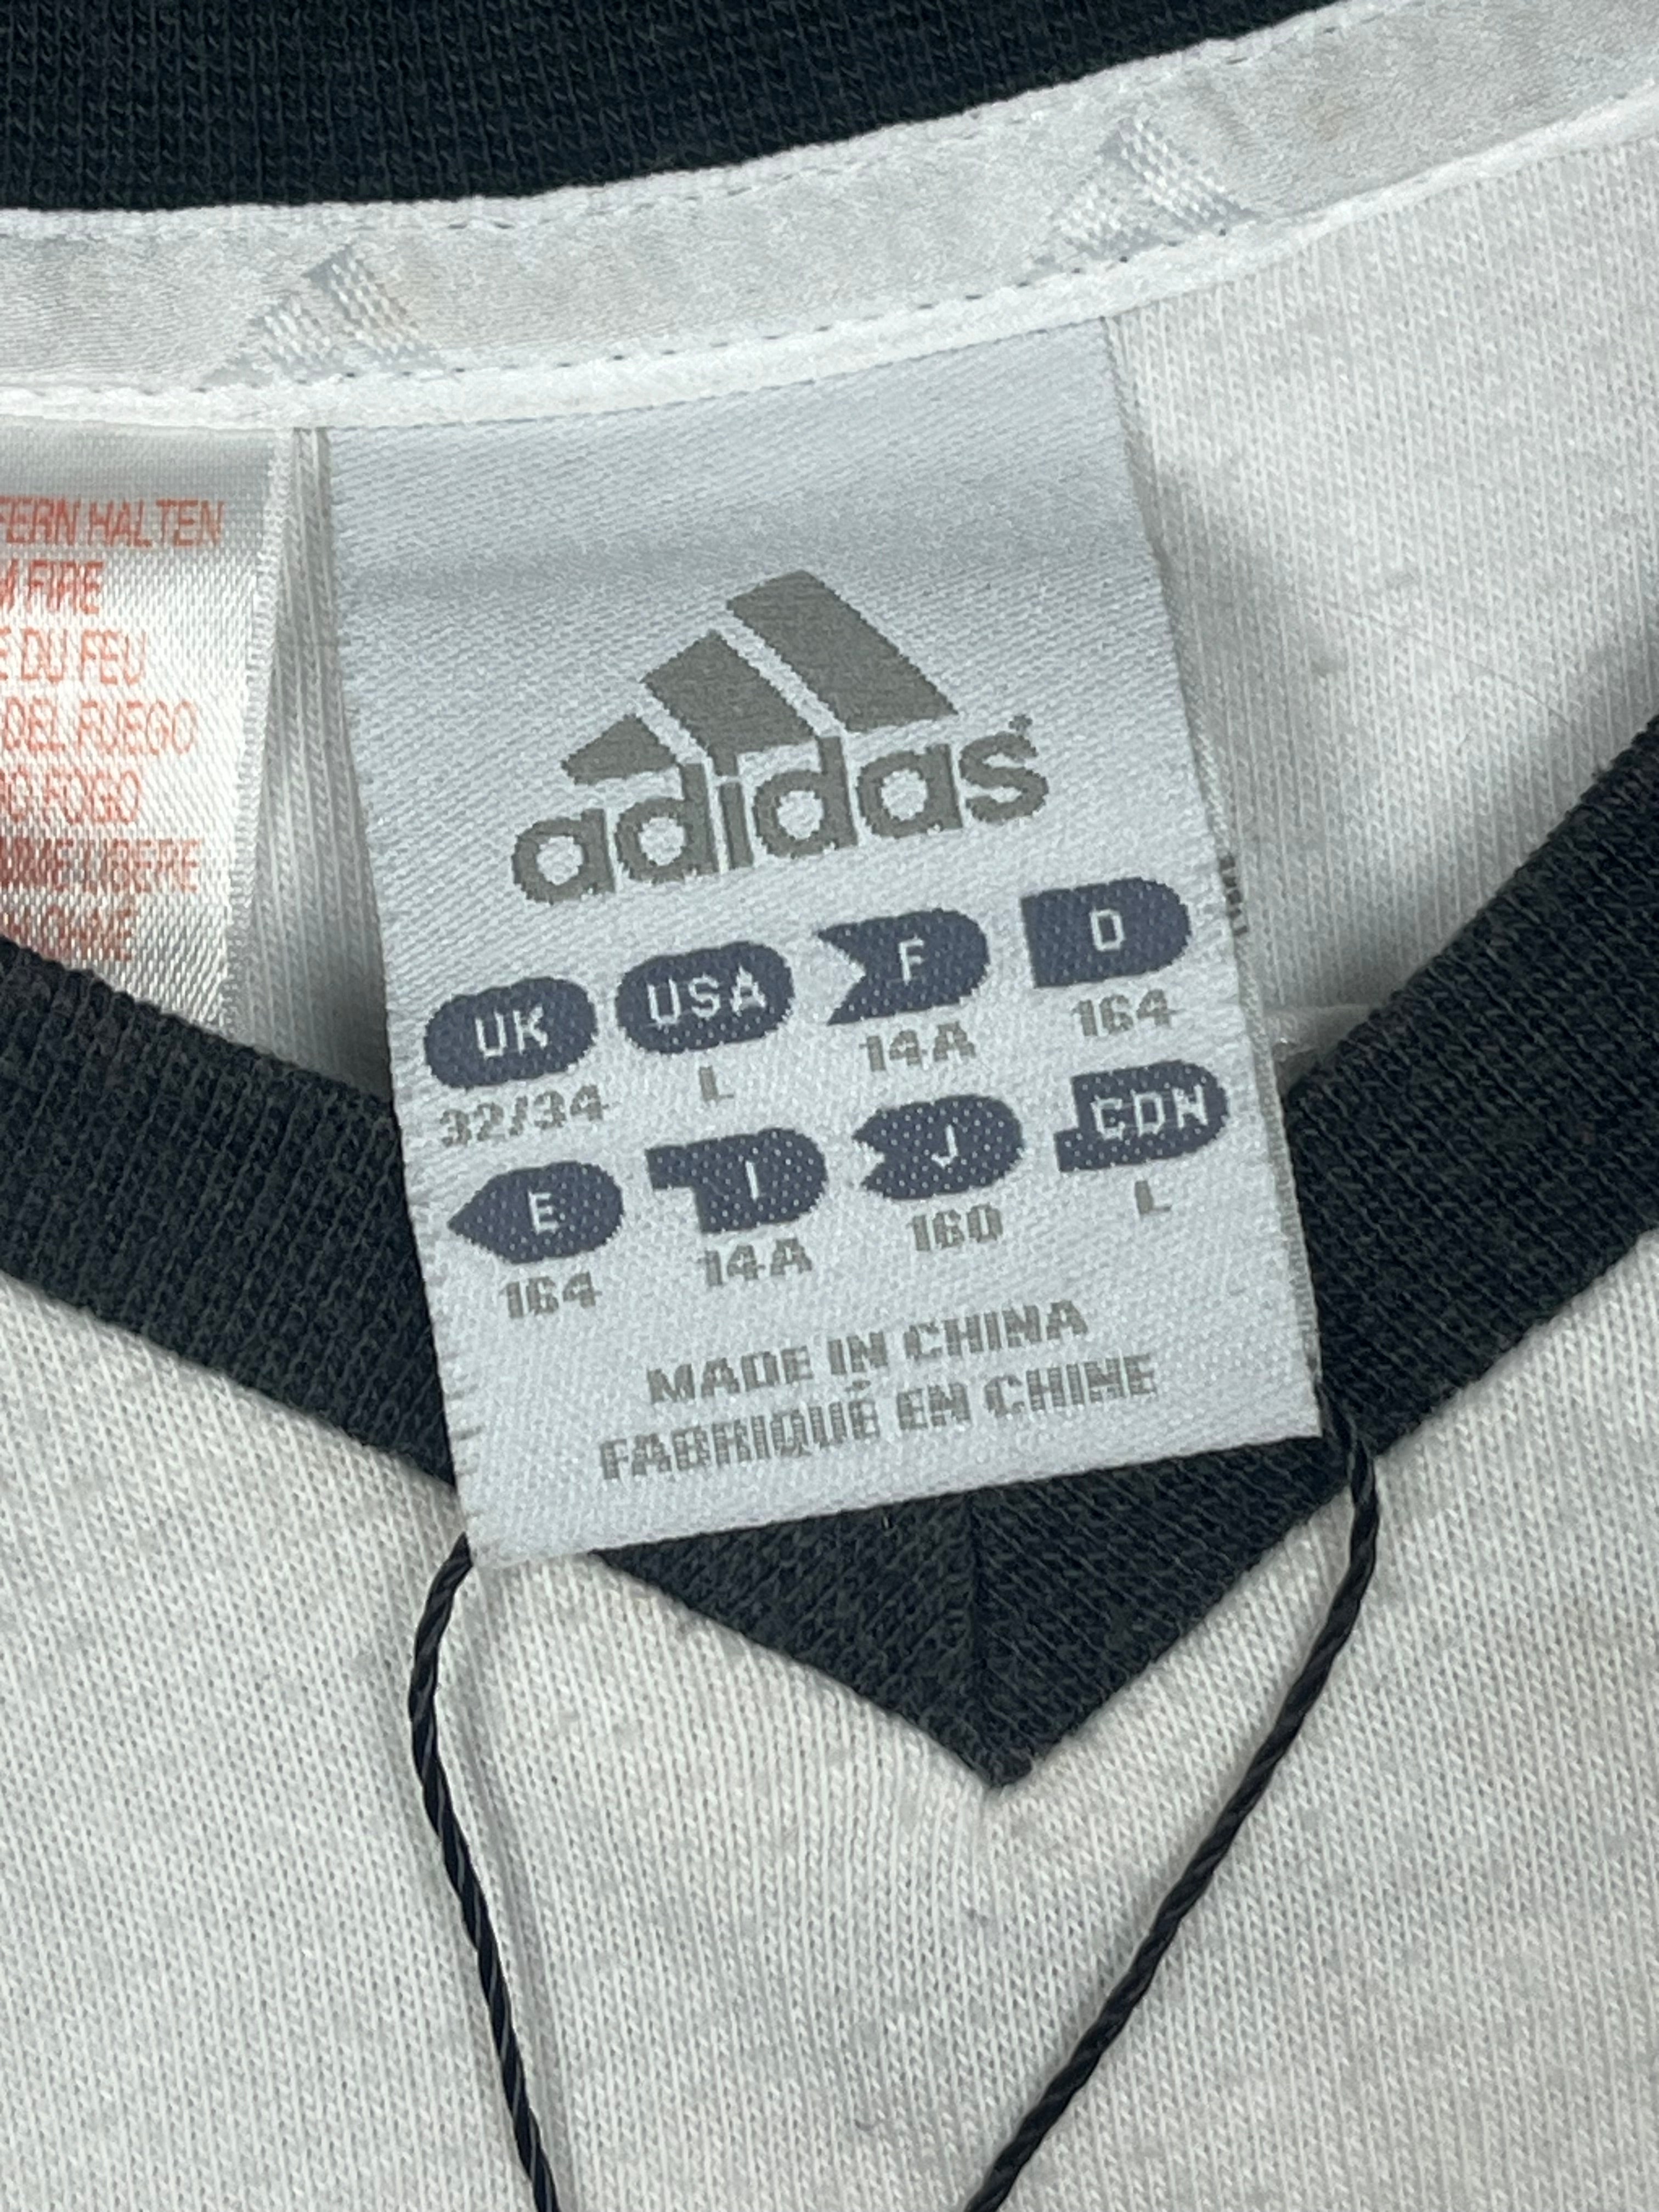 FERN HALTEN
FIRE
DU FEU
DEL FUEGO
FOGO
adidas
UK USA F D
32/34 L 14A 164
E I J CDN
164 14A 160 L
MADE IN CHINA
FABRIQUÉ EN CHINE